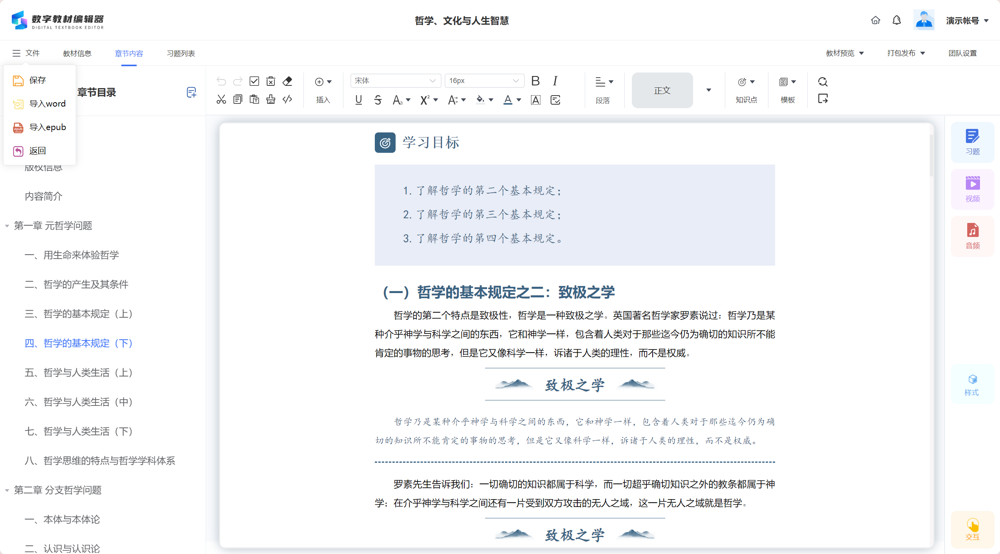 数字教材编辑器
DIGITAL TEXTBOOK EDITOR
哲学、文化与人生智慧
演示帐号
文件
教材信息
章节内容
习题列表
教材预览
打包发布
团队设置
保存
导入word
epub
导入epub
返回
章节目录
插入
宋体
16px
B
I
U
S
段落
正文
知识点
模板
版权信息
内容简介
第一章 元哲学问题
一、用生命来体验哲学
二、哲学的产生及其条件
三、哲学的基本规定（上）
四、哲学的基本规定（下）
五、哲学与人类生活（上）
六、哲学与人类生活（中）
七、哲学与人类生活（下）
八、哲学思维的特点与哲学学科体系
第二章 分支哲学问题
一、本体与本体论
二、认识与认识论
学习目标
1. 了解哲学的第二个基本规定；
2. 了解哲学的第三个基本规定；
3. 了解哲学的第四个基本规定。
（一）哲学的基本规定之二：致极之学
哲学的第二个特点是致极性，哲学是一种致极之学。英国著名哲学家罗素说过：哲学乃是某
种介乎神学与科学之间的东西，它和神学一样，包含着人类对于那些迄今仍为确切的知识所不能
肯定的事物的思考，但是它又像科学一样，诉诸于人类的理性，而不是权威。
致极之学
哲学乃是某种介乎神学与科学之间的东西，它和神学一样，包含着人类对于那些迄今仍为确
切的知识所不能肯定的事物的思考，但是它又像科学一样，诉诸于人类的理性，而不是权威。
罗素先生告诉我们：一切确切的知识都属于科学，而一切超乎确切知识之外的教条都属于神
学；在介乎神学与科学之间还有一片受到双方攻击的无人之域，这一片无人之域就是哲学。
致极之学
习题
视频
音频
样式
交互